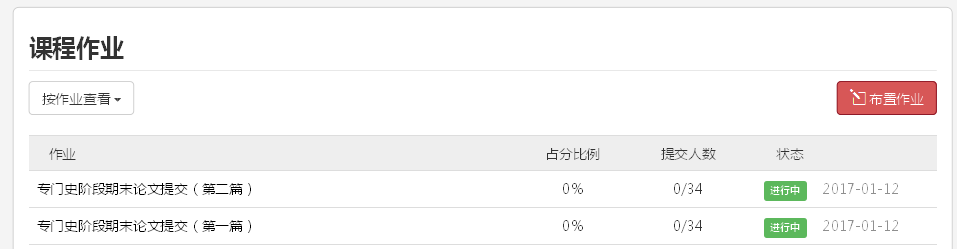 课程作业
按作业查看
布置作业
作业 占分比例 提交人数 状态
专门史阶段期末论文提交（第二篇） 0% 0/34 进行中 2017-01-12
专门史阶段期末论文提交（第一篇） 0% 0/34 进行中 2017-01-12